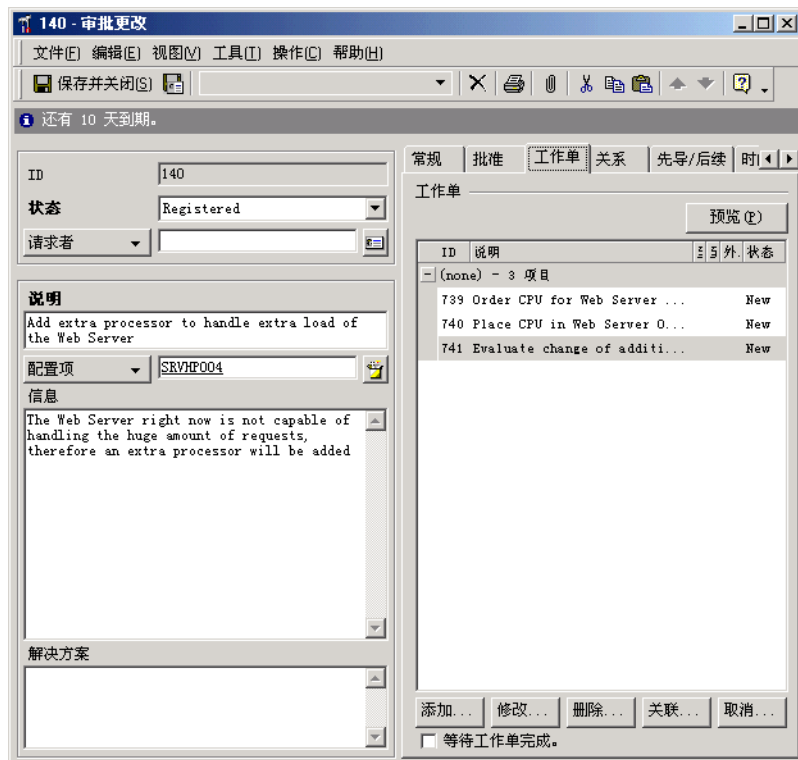 140 - 审批更改
文件(F) 编辑(E) 视图(V) 工具(T) 操作(C) 帮助(H)
保存并关闭(S)
还有 10 天到期。
ID 140
状态 Registered
请求者
说明
Add extra processor to handle extra load of
the Web Server
配置项 SRVHP004
信息
The Web Server right now is not capable of
handling the huge amount of requests,
therefore an extra processor will be added
解决方案
常规 批准 工作单 关系 先导/后续
工作单
预览(P)
ID 说明 外. 状态
(none) - 3 项目
739 Order CPU for Web Server ... New
740 Place CPU in Web Server O... New
741 Evaluate change of additi... New
添加... 修改... 删除... 关联... 取消...
等待工作单完成。